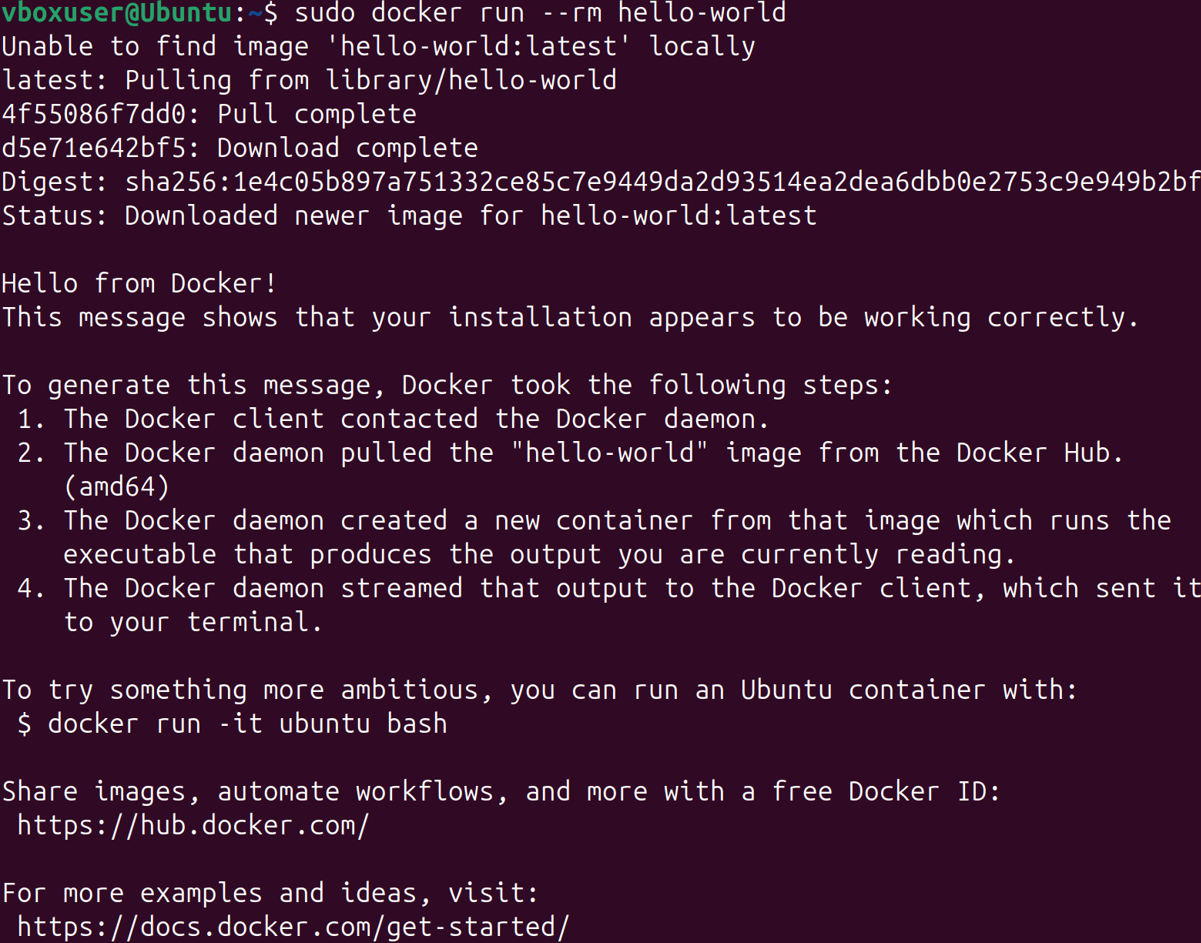 vboxuser@Ubuntu:~$ sudo docker run --rm hello-world
Unable to find image 'hello-world:latest' locally
latest: Pulling from library/hello-world
4f55086f7dd0: Pull complete
d5e71e642bf5: Download complete
Digest: sha256:1e4c05b897a751332ce85c7e9449da2d93514ea2dea6dbb0e2753c9e949b2bf
Status: Downloaded newer image for hello-world:latest

Hello from Docker!
This message shows that your installation appears to be working correctly.

To generate this message, Docker took the following steps:
 1. The Docker client contacted the Docker daemon.
 2. The Docker daemon pulled the "hello-world" image from the Docker Hub.
    (amd64)
 3. The Docker daemon created a new container from that image which runs the
    executable that produces the output you are currently reading.
 4. The Docker daemon streamed that output to the Docker client, which sent it
    to your terminal.

To try something more ambitious, you can run an Ubuntu container with:
 $ docker run -it ubuntu bash

Share images, automate workflows, and more with a free Docker ID:
 https://hub.docker.com/

For more examples and ideas, visit:
 https://docs.docker.com/get-started/